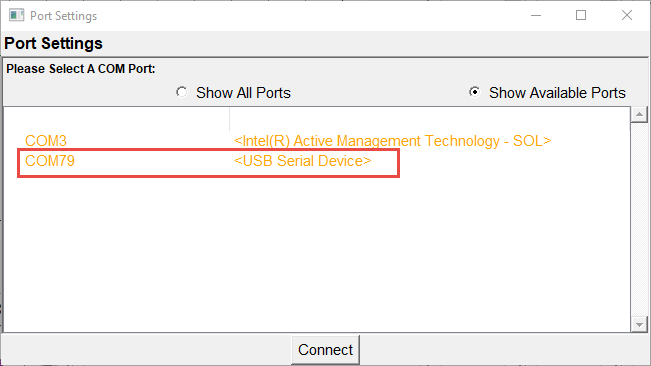 Port Settings
Port Settings
Please Select A COM Port:
Show All Ports Show Available Ports
COM3 <Intel(R) Active Management Technology - SOL>
COM79 <USB Serial Device>
Connect